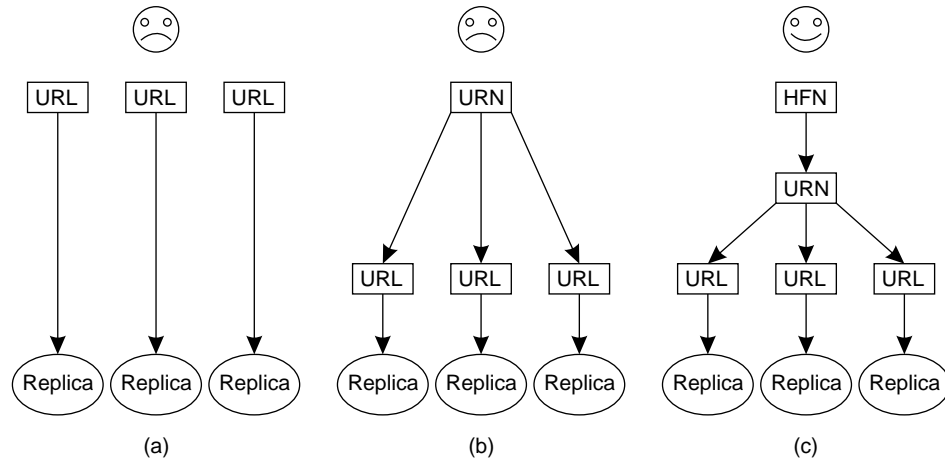 URL URL URL URN HFN
URN
URL URL URL URL URL URL
Replica Replica Replica Replica Replica Replica Replica Replica Replica
(a) (b) (c)